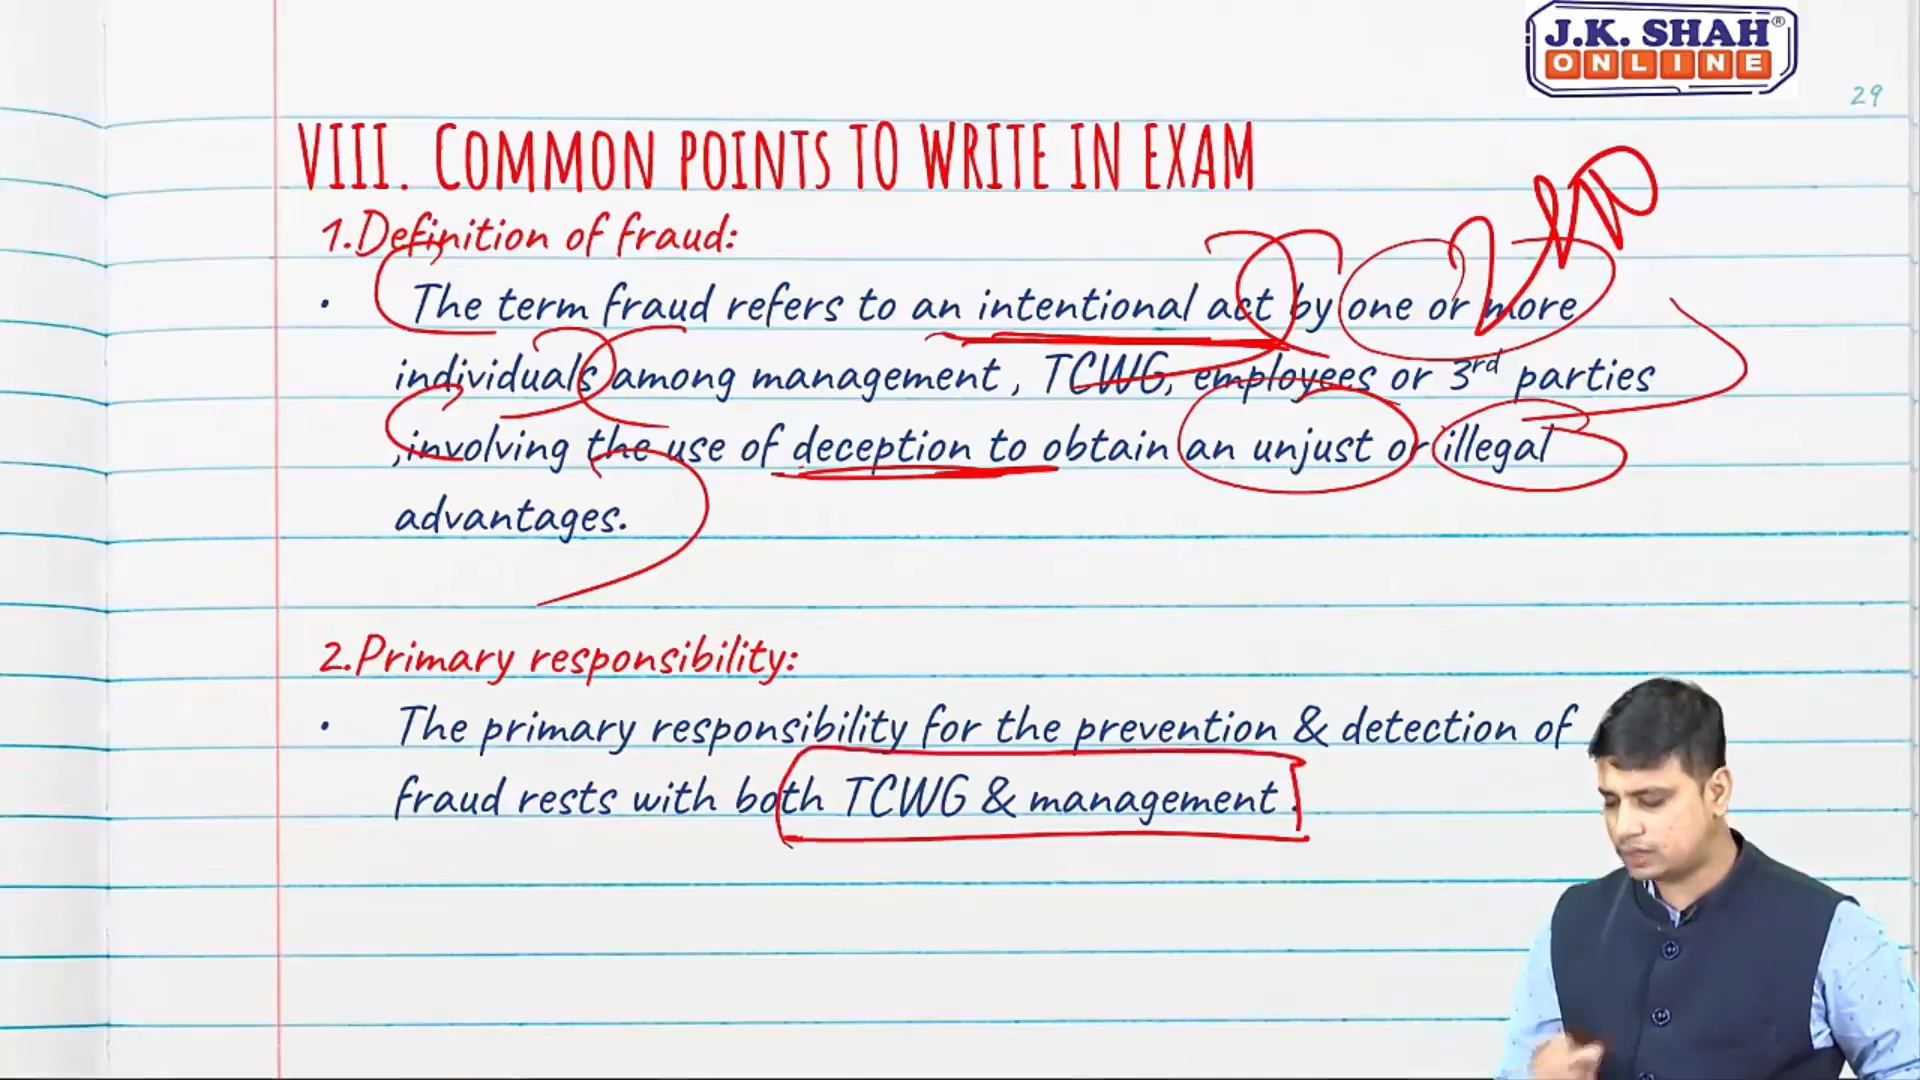 J.K. SHAH®
ONLINE
29
VIII. COMMON POINTS TO WRITE IN EXAM
1.Definition of fraud:
• The term fraud refers to an intentional act by one or more
individuals among management , TCWG, employees or 3rd parties
,involving the use of deception to obtain an unjust or illegal
advantages.
2.Primary responsibility:
• The primary responsibility for the prevention & detection of
fraud rests with both TCWG & management .